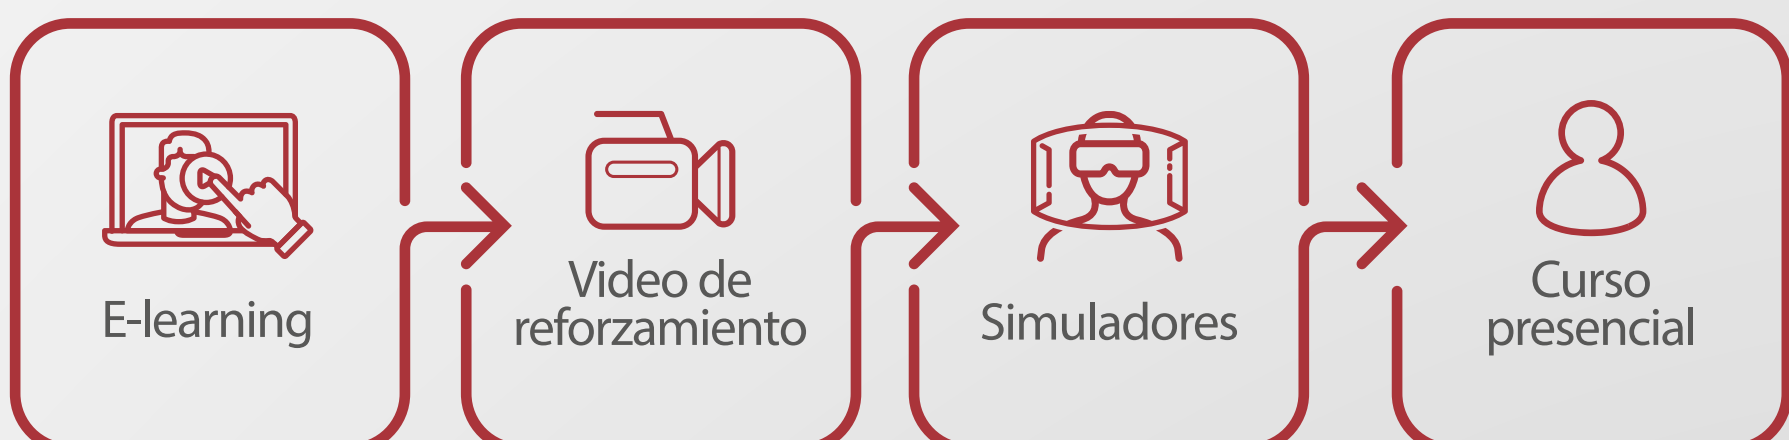 E-learning
Video de
reforzamiento
Simuladores
Curso
presencial